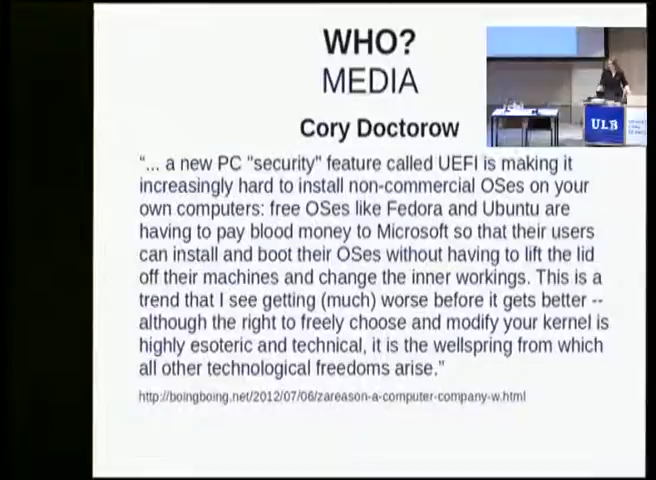 WHO?
MEDIA
Cory Doctorow
"... a new PC "security" feature called UEFI is making it
increasingly hard to install non-commercial OSes on your
own computers: free OSes like Fedora and Ubuntu are
having to pay blood money to Microsoft so that their users
can install and boot their OSes without having to lift the lid
off their machines and change the inner workings. This is a
trend that I see getting (much) worse before it gets better --
although the right to freely choose and modify your kernel is
highly esoteric and technical, it is the wellspring from which
all other technological freedoms arise."
http://boingboing.net/2012/07/06/zareason-a-computer-company-w.html
ULB